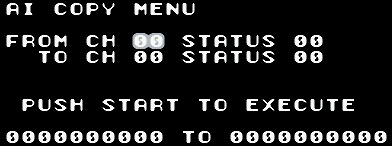 AI COPY MENU
FROM CH 00 STATUS 00
TO CH 00 STATUS 00
PUSH START TO EXECUTE
0000000000 TO 0000000000